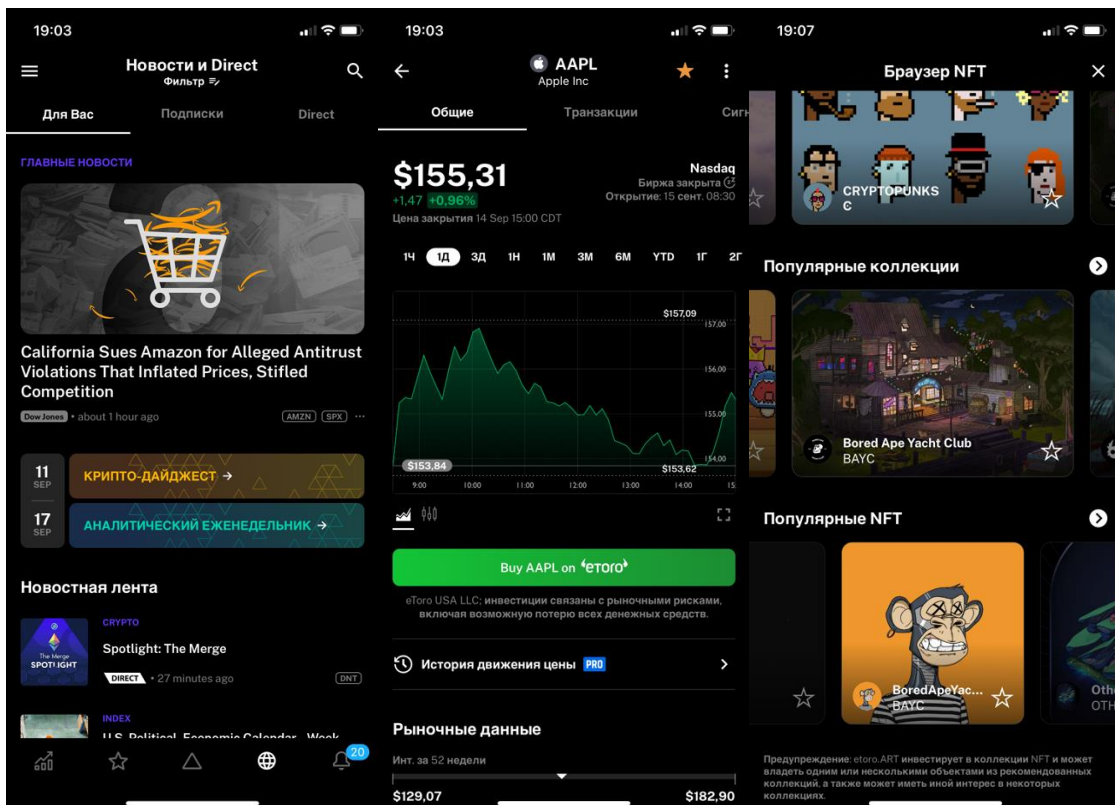 19:03
Новости и Direct
Фильтр
Для Вас
Подписки
Direct
ГЛАВНЫЕ НОВОСТИ
California Sues Amazon for Alleged Antitrust
Violations That Inflated Prices, Stifled
Competition
Dow Jones • about 1 hour ago
AMZN
SPX
11
SEP
КРИПТО-ДАЙДЖЕСТ →
17
SEP
АНАЛИТИЧЕСКИЙ ЕЖЕНЕДЕЛЬНИК →
Новостная лента
The Merge
SPOTLIGHT
CRYPTO
Spotlight: The Merge
DIRECT • 27 minutes ago
DNT
INDEX
U.S. Political, Economic Calendar - Week
20
19:03
AAPL
Apple Inc
Общие
Транзакции
Сигн
$155,31
+1,47 +0,96%
Цена закрытия 14 Sep 15:00 CDT
Nasdaq
Биржа закрыта
Открытие: 15 сент. 08:30
1Ч
1Д
3Д
1Н
1М
3М
6М
YTD
1Г
2Г
$157,09
157,00
156,00
155,00
154,00
$153,84
$153,62
9:00
10:00
11:00
12:00
13:00
14:00
15
Buy AAPL on eToro
eToro USA LLC; инвестиции связаны с рыночными рисками,
включая возможную потерю всех денежных средств.
История движения цены PRO
Рыночные данные
Инт. за 52 недели
$129,07
$182,90
19:07
Браузер NFT
CRYPTOPUNKS
Ͼ
Популярные коллекции
Bored Ape Yacht Club
BAYC
Популярные NFT
BoredApeYac...
BAYC
Othe
OTH
Предупреждение: etoro.ART инвестирует в коллекции NFT и может
владеть одним или несколькими объектами из рекомендованных
коллекций, а также может иметь иной интерес в некоторых
коллекциях.